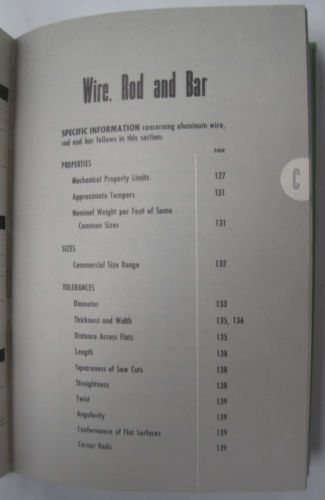 Wire, Rod and Bar
SPECIFIC INFORMATION concerning aluminum wire,
rod and bar follows in this section:
PAGE
PROPERTIES
Mechanical Property Limits 127
Approximate Tempers 131
Nominal Weight per Foot of Some
Common Sizes 131
C
SIZES
Commercial Size Range 132
TOLERANCES
Diameter 133
Thickness and Width 135, 136
Distance Across Flats 135
Length 138
Squareness of Saw Cuts 138
Straightness 138
Twist 139
Angularity 139
Conformance of Flat Surfaces 139
Corner Radii 139